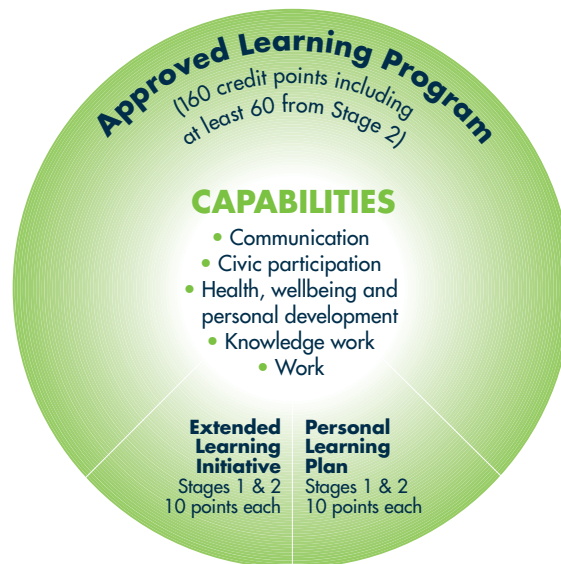 Approved Learning Program
(160 credit points including
at least 60 from Stage 2)
CAPABILITIES
• Communication
• Civic participation
• Health, wellbeing and
personal development
• Knowledge work
• Work
Extended
Learning
Initiative
Stages 1 & 2
10 points each
Personal
Learning
Plan
Stages 1 & 2
10 points each